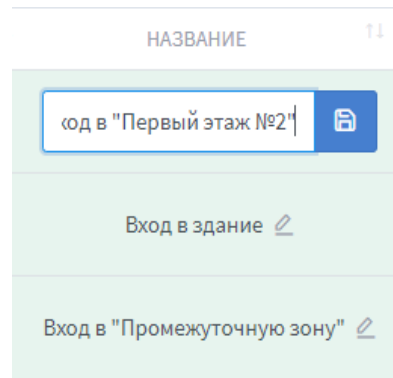 НАЗВАНИЕ
од в "Первый этаж №2"
Вход в здание
Вход в "Промежуточную зону"